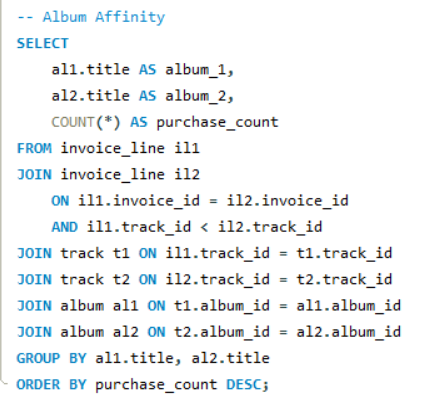 -- Album Affinity
SELECT
    al1.title AS album_1,
    al2.title AS album_2,
    COUNT(*) AS purchase_count
FROM invoice_line il1
JOIN invoice_line il2
    ON il1.invoice_id = il2.invoice_id
    AND il1.track_id < il2.track_id
JOIN track t1 ON il1.track_id = t1.track_id
JOIN track t2 ON il2.track_id = t2.track_id
JOIN album al1 ON t1.album_id = al1.album_id
JOIN album al2 ON t2.album_id = al2.album_id
GROUP BY al1.title, al2.title
ORDER BY purchase_count DESC;